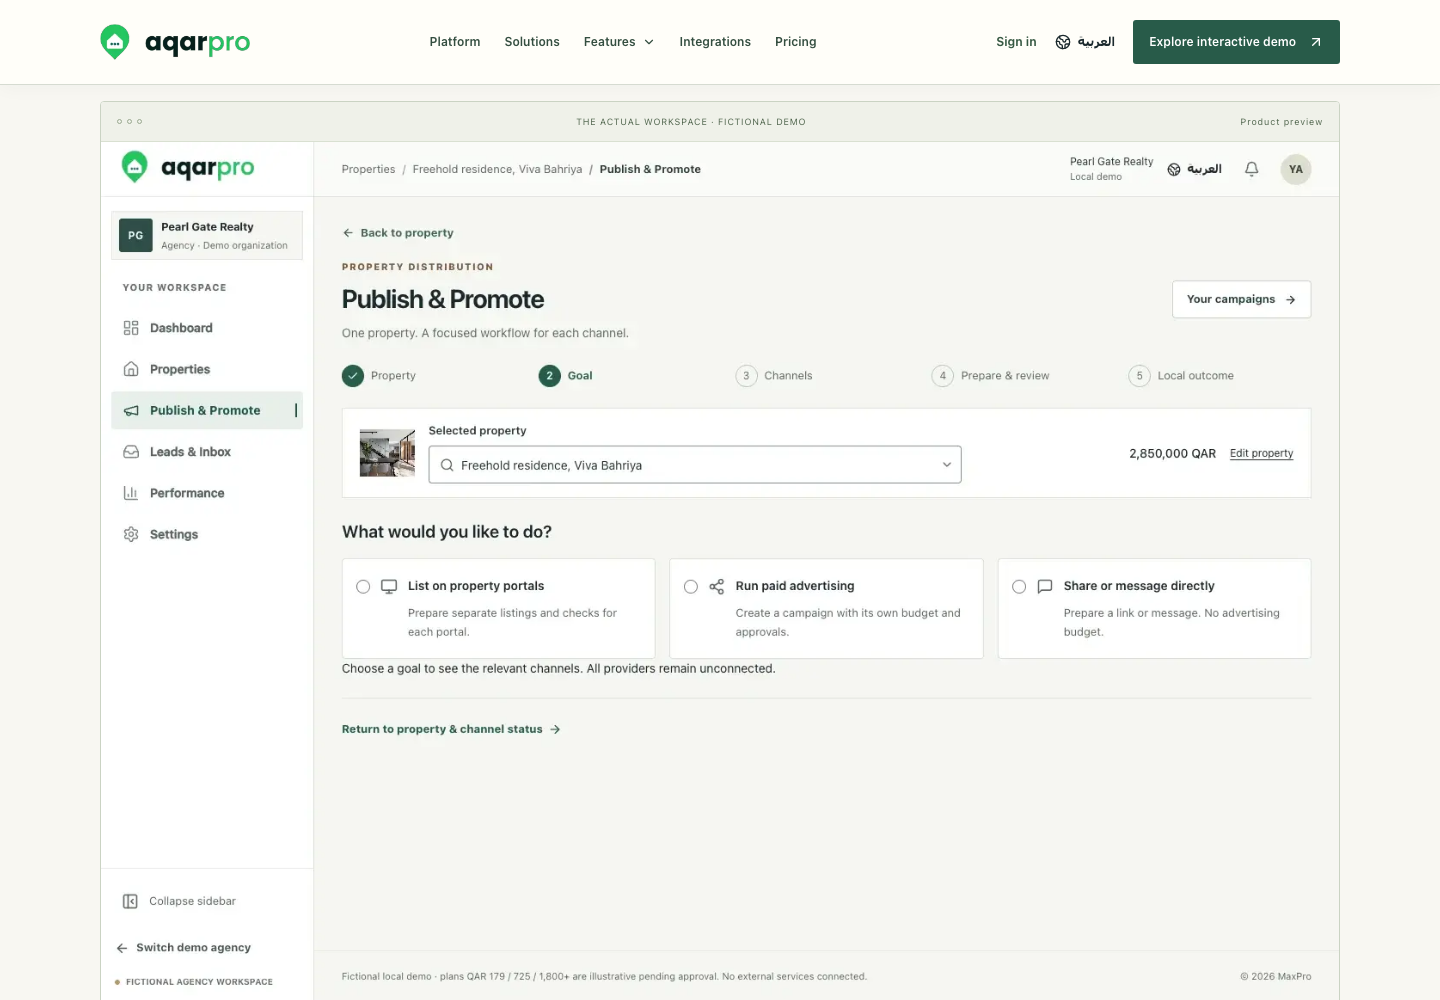 aqarpro
Platform
Solutions
Features
Integrations
Pricing
Sign in
العربية
Explore interactive demo
THE ACTUAL WORKSPACE · FICTIONAL DEMO
Product preview
aqarpro
Properties / Freehold residence, Viva Bahriya / Publish & Promote
Pearl Gate Realty
Local demo
العربية
YA
PG
Pearl Gate Realty
Agency · Demo organization
YOUR WORKSPACE
Dashboard
Properties
Publish & Promote
Leads & Inbox
Performance
Settings
Back to property
PROPERTY DISTRIBUTION
Publish & Promote
Your campaigns
One property. A focused workflow for each channel.
Property
2 Goal
3 Channels
4 Prepare & review
5 Local outcome
Selected property
Freehold residence, Viva Bahriya
2,850,000 QAR
Edit property
What would you like to do?
List on property portals
Prepare separate listings and checks for
each portal.
Run paid advertising
Create a campaign with its own budget and
approvals.
Share or message directly
Prepare a link or message. No advertising
budget.
Choose a goal to see the relevant channels. All providers remain unconnected.
Return to property & channel status
Collapse sidebar
Switch demo agency
FICTIONAL AGENCY WORKSPACE
Fictional local demo · plans QAR 179 / 725 / 1,800+ are illustrative pending approval. No external services connected.
© 2026 MaxPro